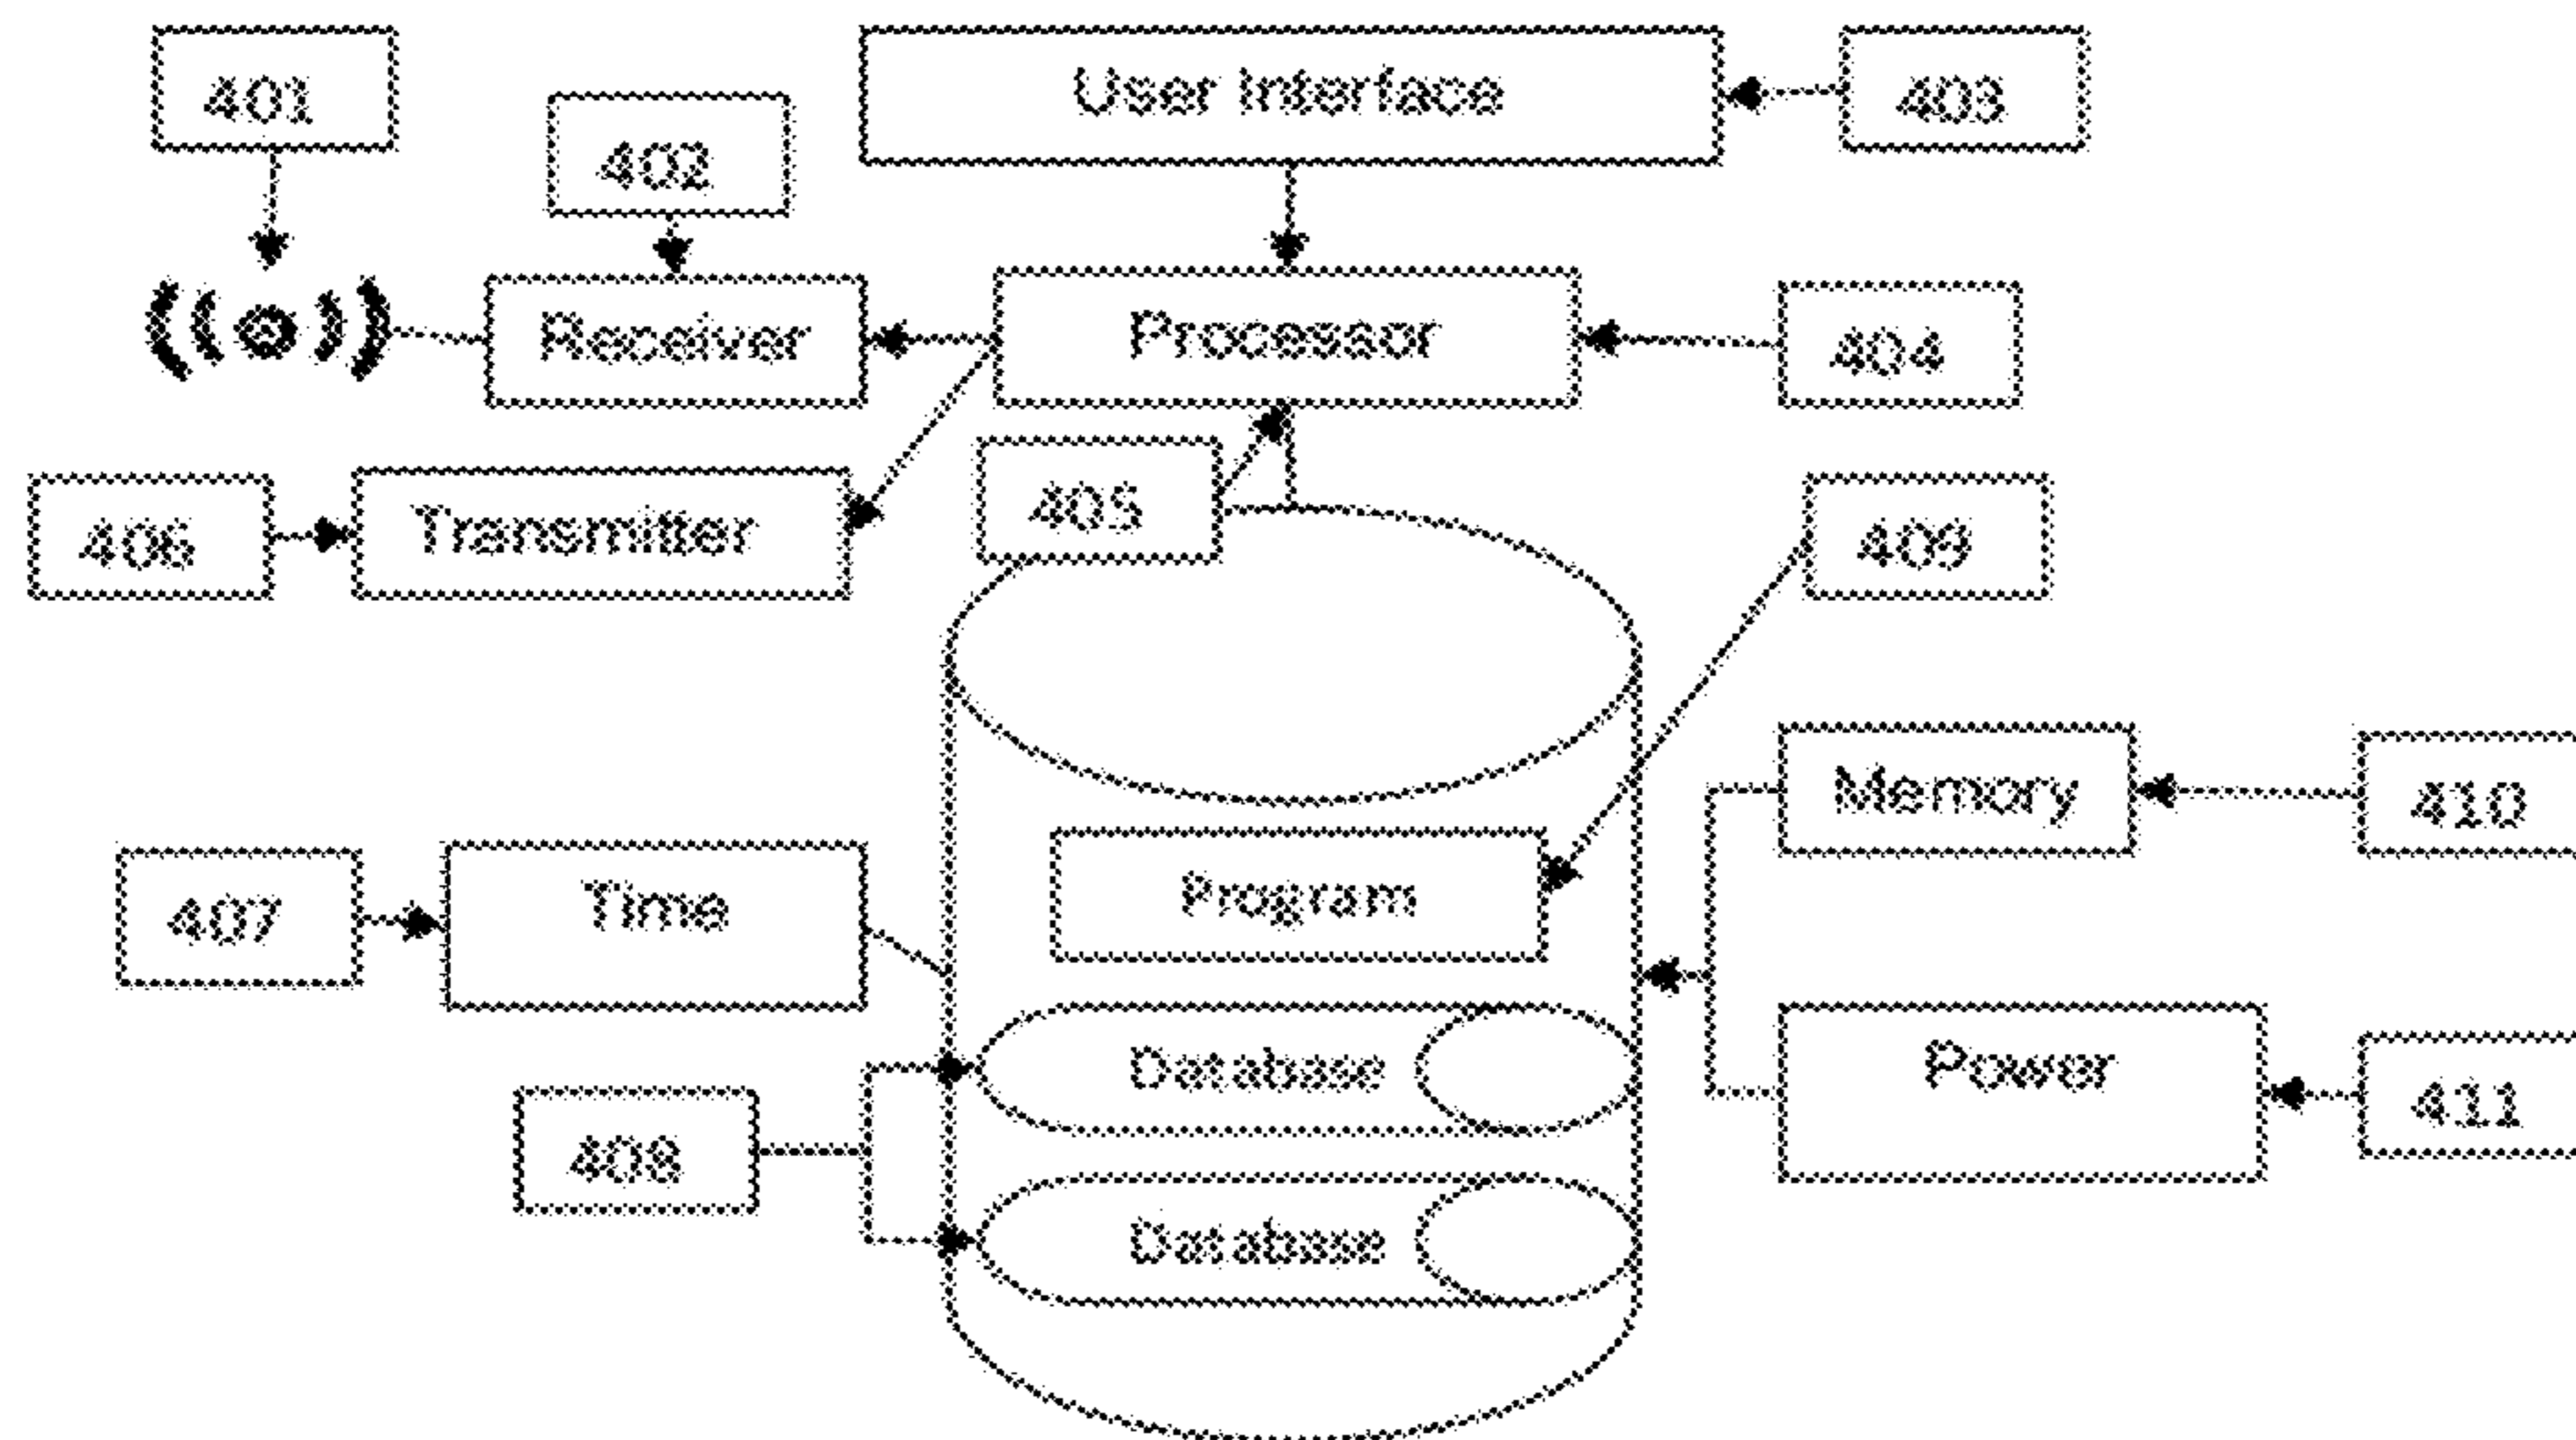 401
User Interface
403
402
Receiver
Processor
404
405
406
Transmitter
409
Memory
410
407
Time
Program
Database
Power
411
408
Database